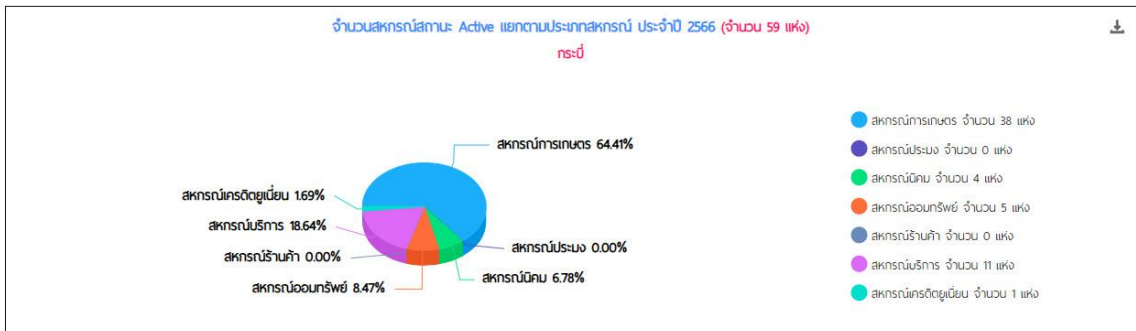 จำนวนสหกรณ์สถานะ Active แยกตามประเภทสหกรณ์ ประจำปี 2566 (จำนวน 59 แห่ง)
กระบี่
สหกรณ์การเกษตร 64.41%
สหกรณ์เครดิตยูเนี่ยน 1.69%
สหกรณ์บริการ 18.64%
สหกรณ์ร้านค้า 0.00%
สหกรณ์ออมทรัพย์ 8.47%
สหกรณ์ประมง 0.00%
สหกรณ์นิคม 6.78%
สหกรณ์การเกษตร จำนวน 38 แห่ง
สหกรณ์ประมง จำนวน 0 แห่ง
สหกรณ์นิคม จำนวน 4 แห่ง
สหกรณ์ออมทรัพย์ จำนวน 5 แห่ง
สหกรณ์ร้านค้า จำนวน 0 แห่ง
สหกรณ์บริการ จำนวน 11 แห่ง
สหกรณ์เครดิตยูเนี่ยน จำนวน 1 แห่ง